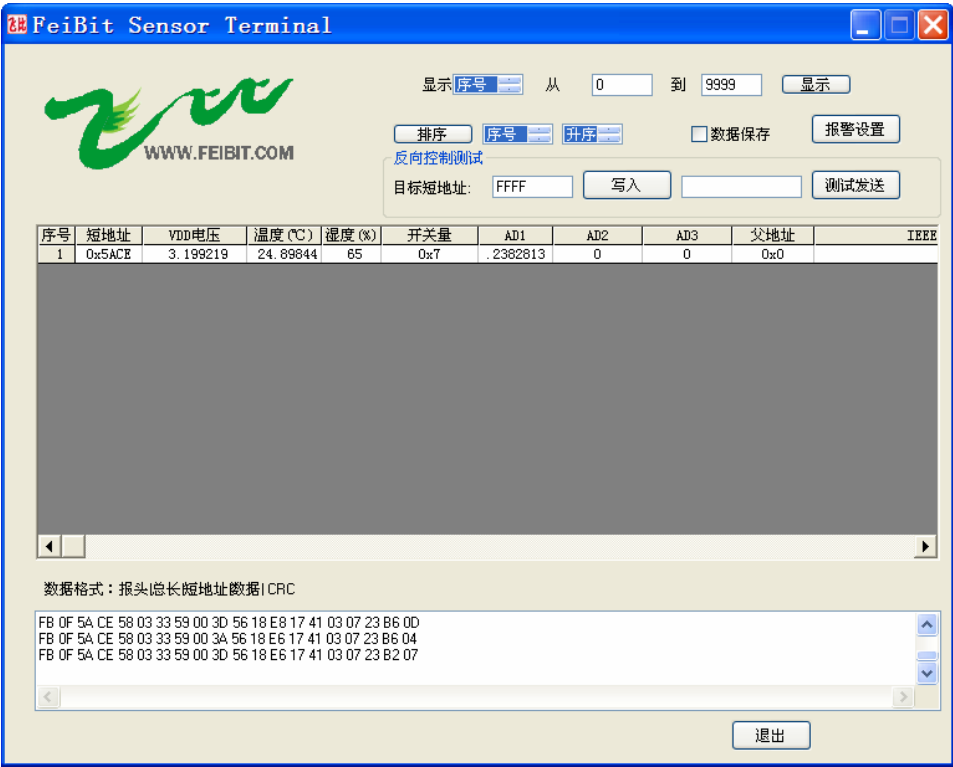 飞比 FeiBit Sensor Terminal
显示 序号 从 0 到 9999 显示
排序 序号 升序 数据保存 报警设置
WWW.FEIBIT.COM
反向控制测试
目标短地址: FFFF 写入 测试发送
序号 短地址 VDD电压 温度(℃) 湿度(%) 开关量 AD1 AD2 AD3 父地址 IEEE
1 0x5ACE 3.199219 24.89844 65 0x7 .2382813 0 0 0x0
数据格式：报头|总长|短地址|数据|CRC
FB 0F 5A CE 58 03 33 59 00 3D 56 18 E8 17 41 03 07 23 B6 0D
FB 0F 5A CE 58 03 33 59 00 3A 56 18 E6 17 41 03 07 23 B6 04
FB 0F 5A CE 58 03 33 59 00 3D 56 18 E6 17 41 03 07 23 B2 07
退出